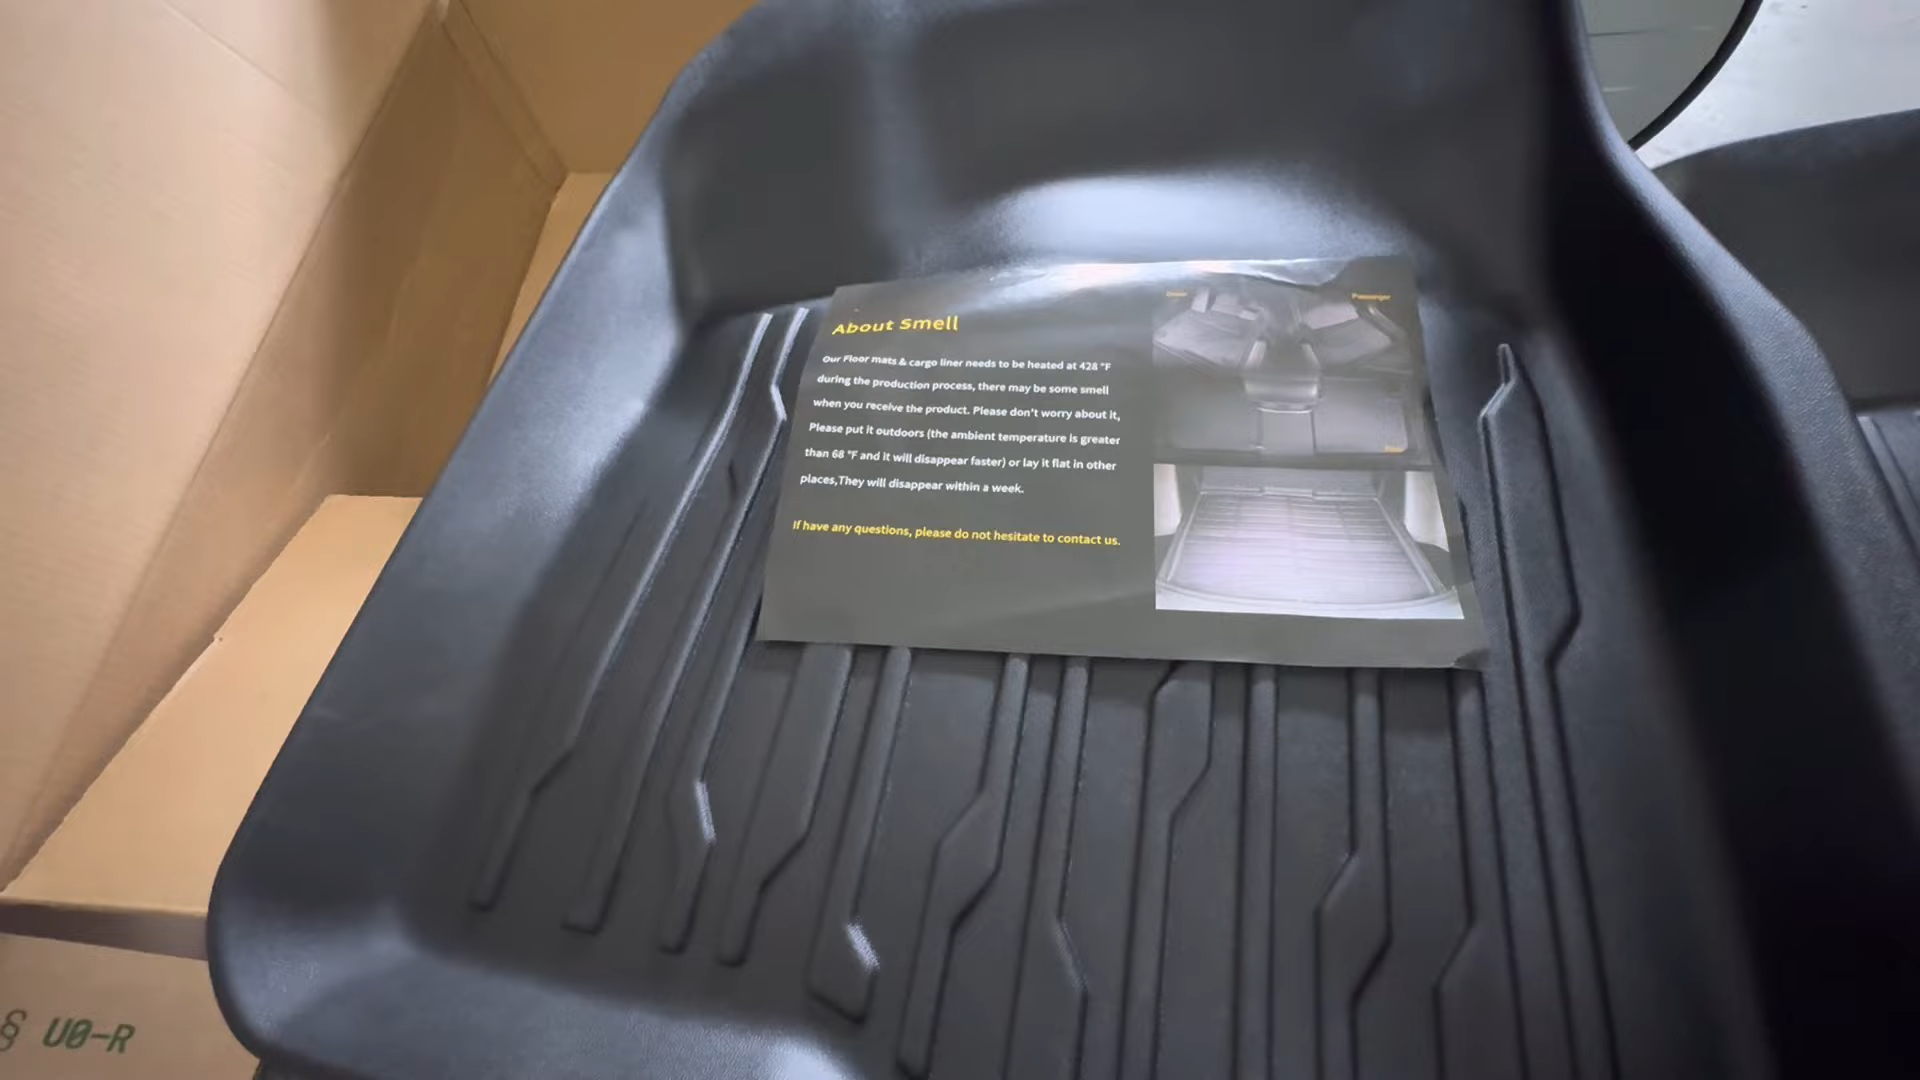 About Smell
Our Floor mats & cargo liner needs to be heated at 428 °F
during the production process, there may be some smell
when you receive the product. Please don't worry about it,
Please put it outdoors (the ambient temperature is greater
than 68 °F and it will disappear faster) or lay it flat in other
places,They will disappear within a week.
If have any questions, please do not hesitate to contact us.
Passenger
U0-R